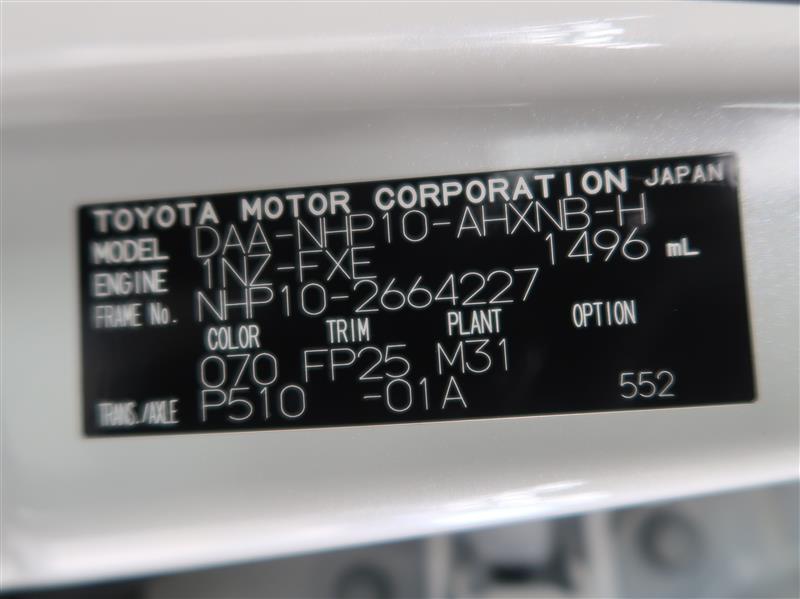 TOYOTA MOTOR CORPORATION JAPAN
MODEL DAA-NHP10-AHXNB-H
ENGINE 1NZ-FXE 1496 mL
FRAME No. NHP10-2664227
COLOR TRIM PLANT OPTION
070 FP25 M31
TRANS./AXLE P510 -01A 552